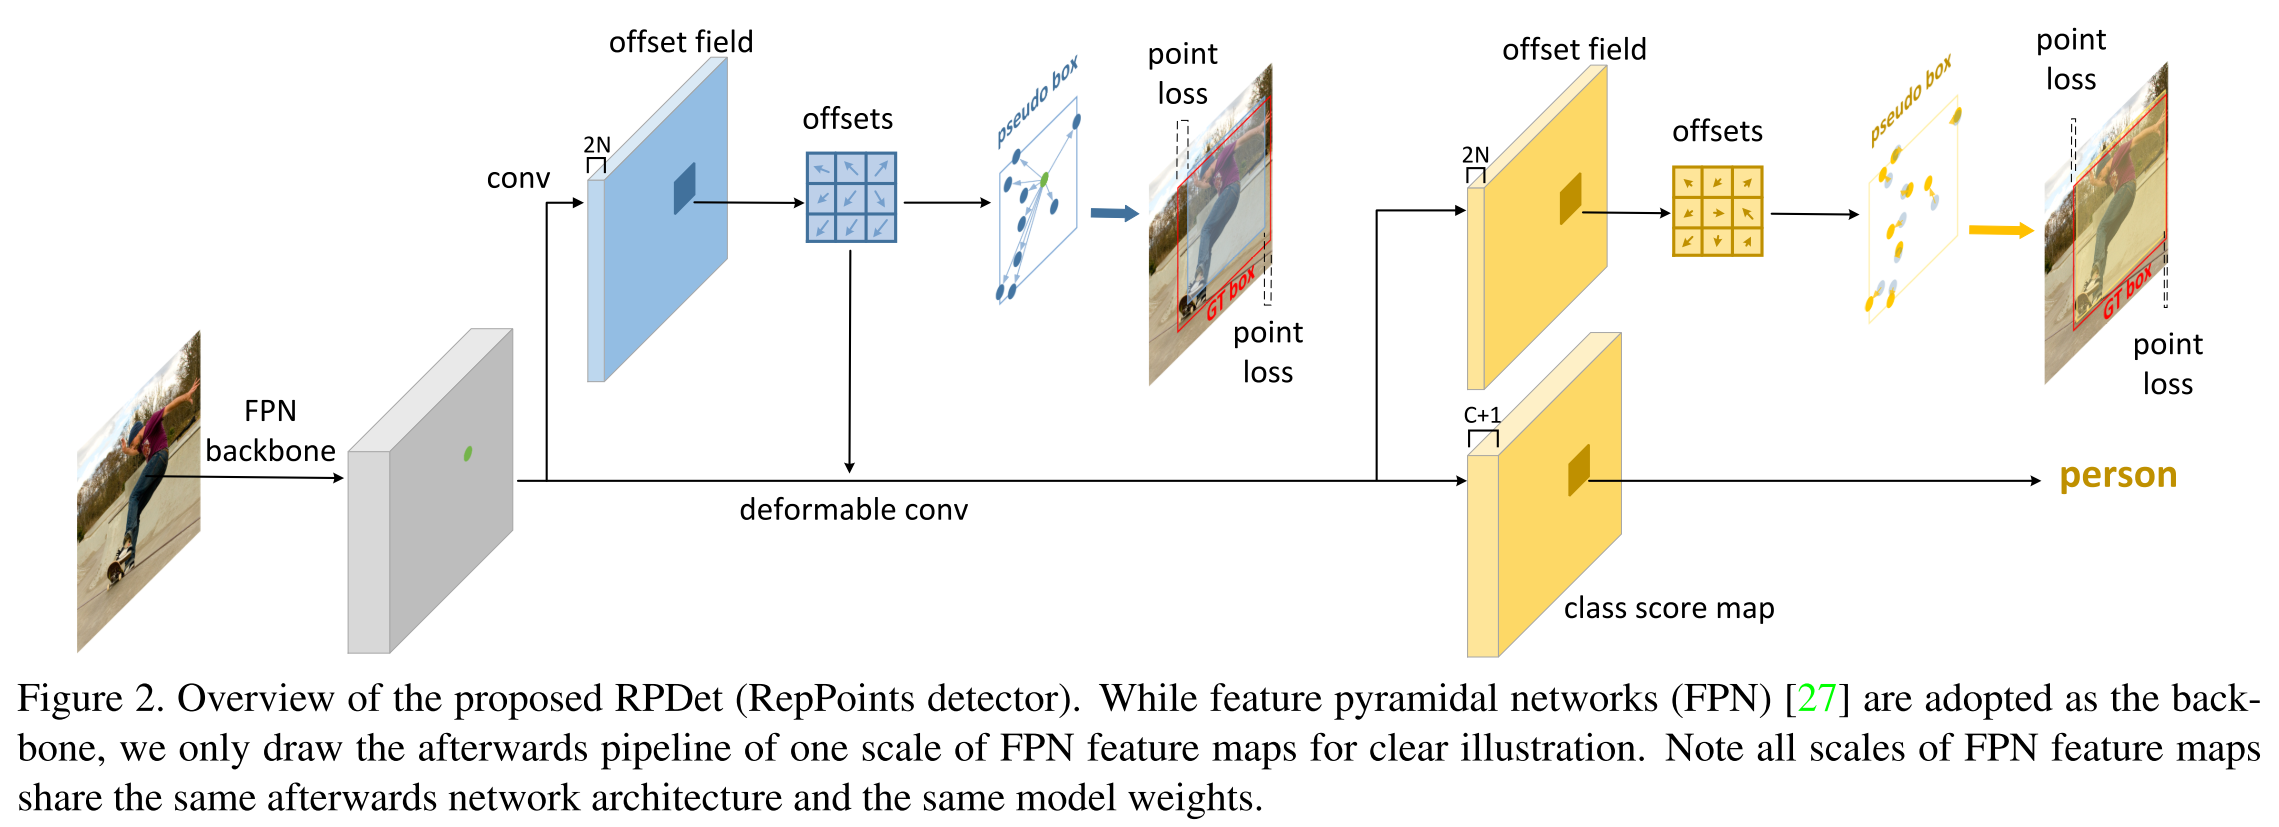 offset field
2N
conv
offsets
pseudo box
point
loss
GT box
point
loss
FPN
backbone
deformable conv
offset field
2N
offsets
pseudo box
point
loss
GT box
point
loss
C+1
person
class score map
Figure 2. Overview of the proposed RPDet (RepPoints detector). While feature pyramidal networks (FPN) [27] are adopted as the back-
bone, we only draw the afterwards pipeline of one scale of FPN feature maps for clear illustration. Note all scales of FPN feature maps
share the same afterwards network architecture and the same model weights.